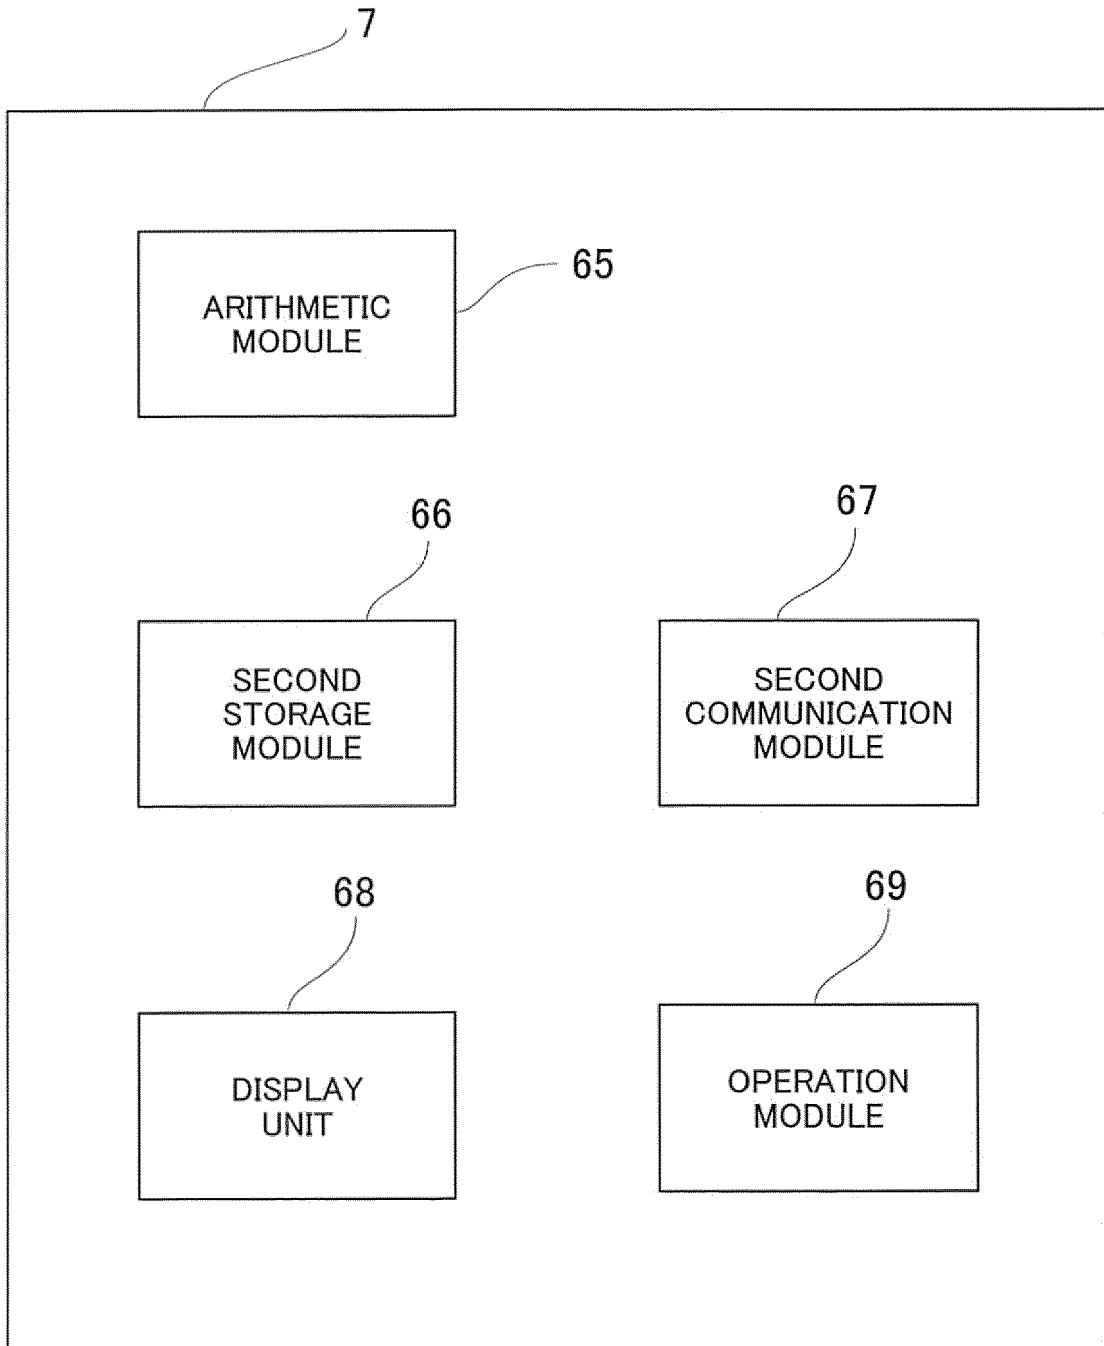 7
65
ARITHMETIC
MODULE
66
67
SECOND
STORAGE
MODULE
SECOND
COMMUNICATION
MODULE
68
69
DISPLAY
UNIT
OPERATION
MODULE